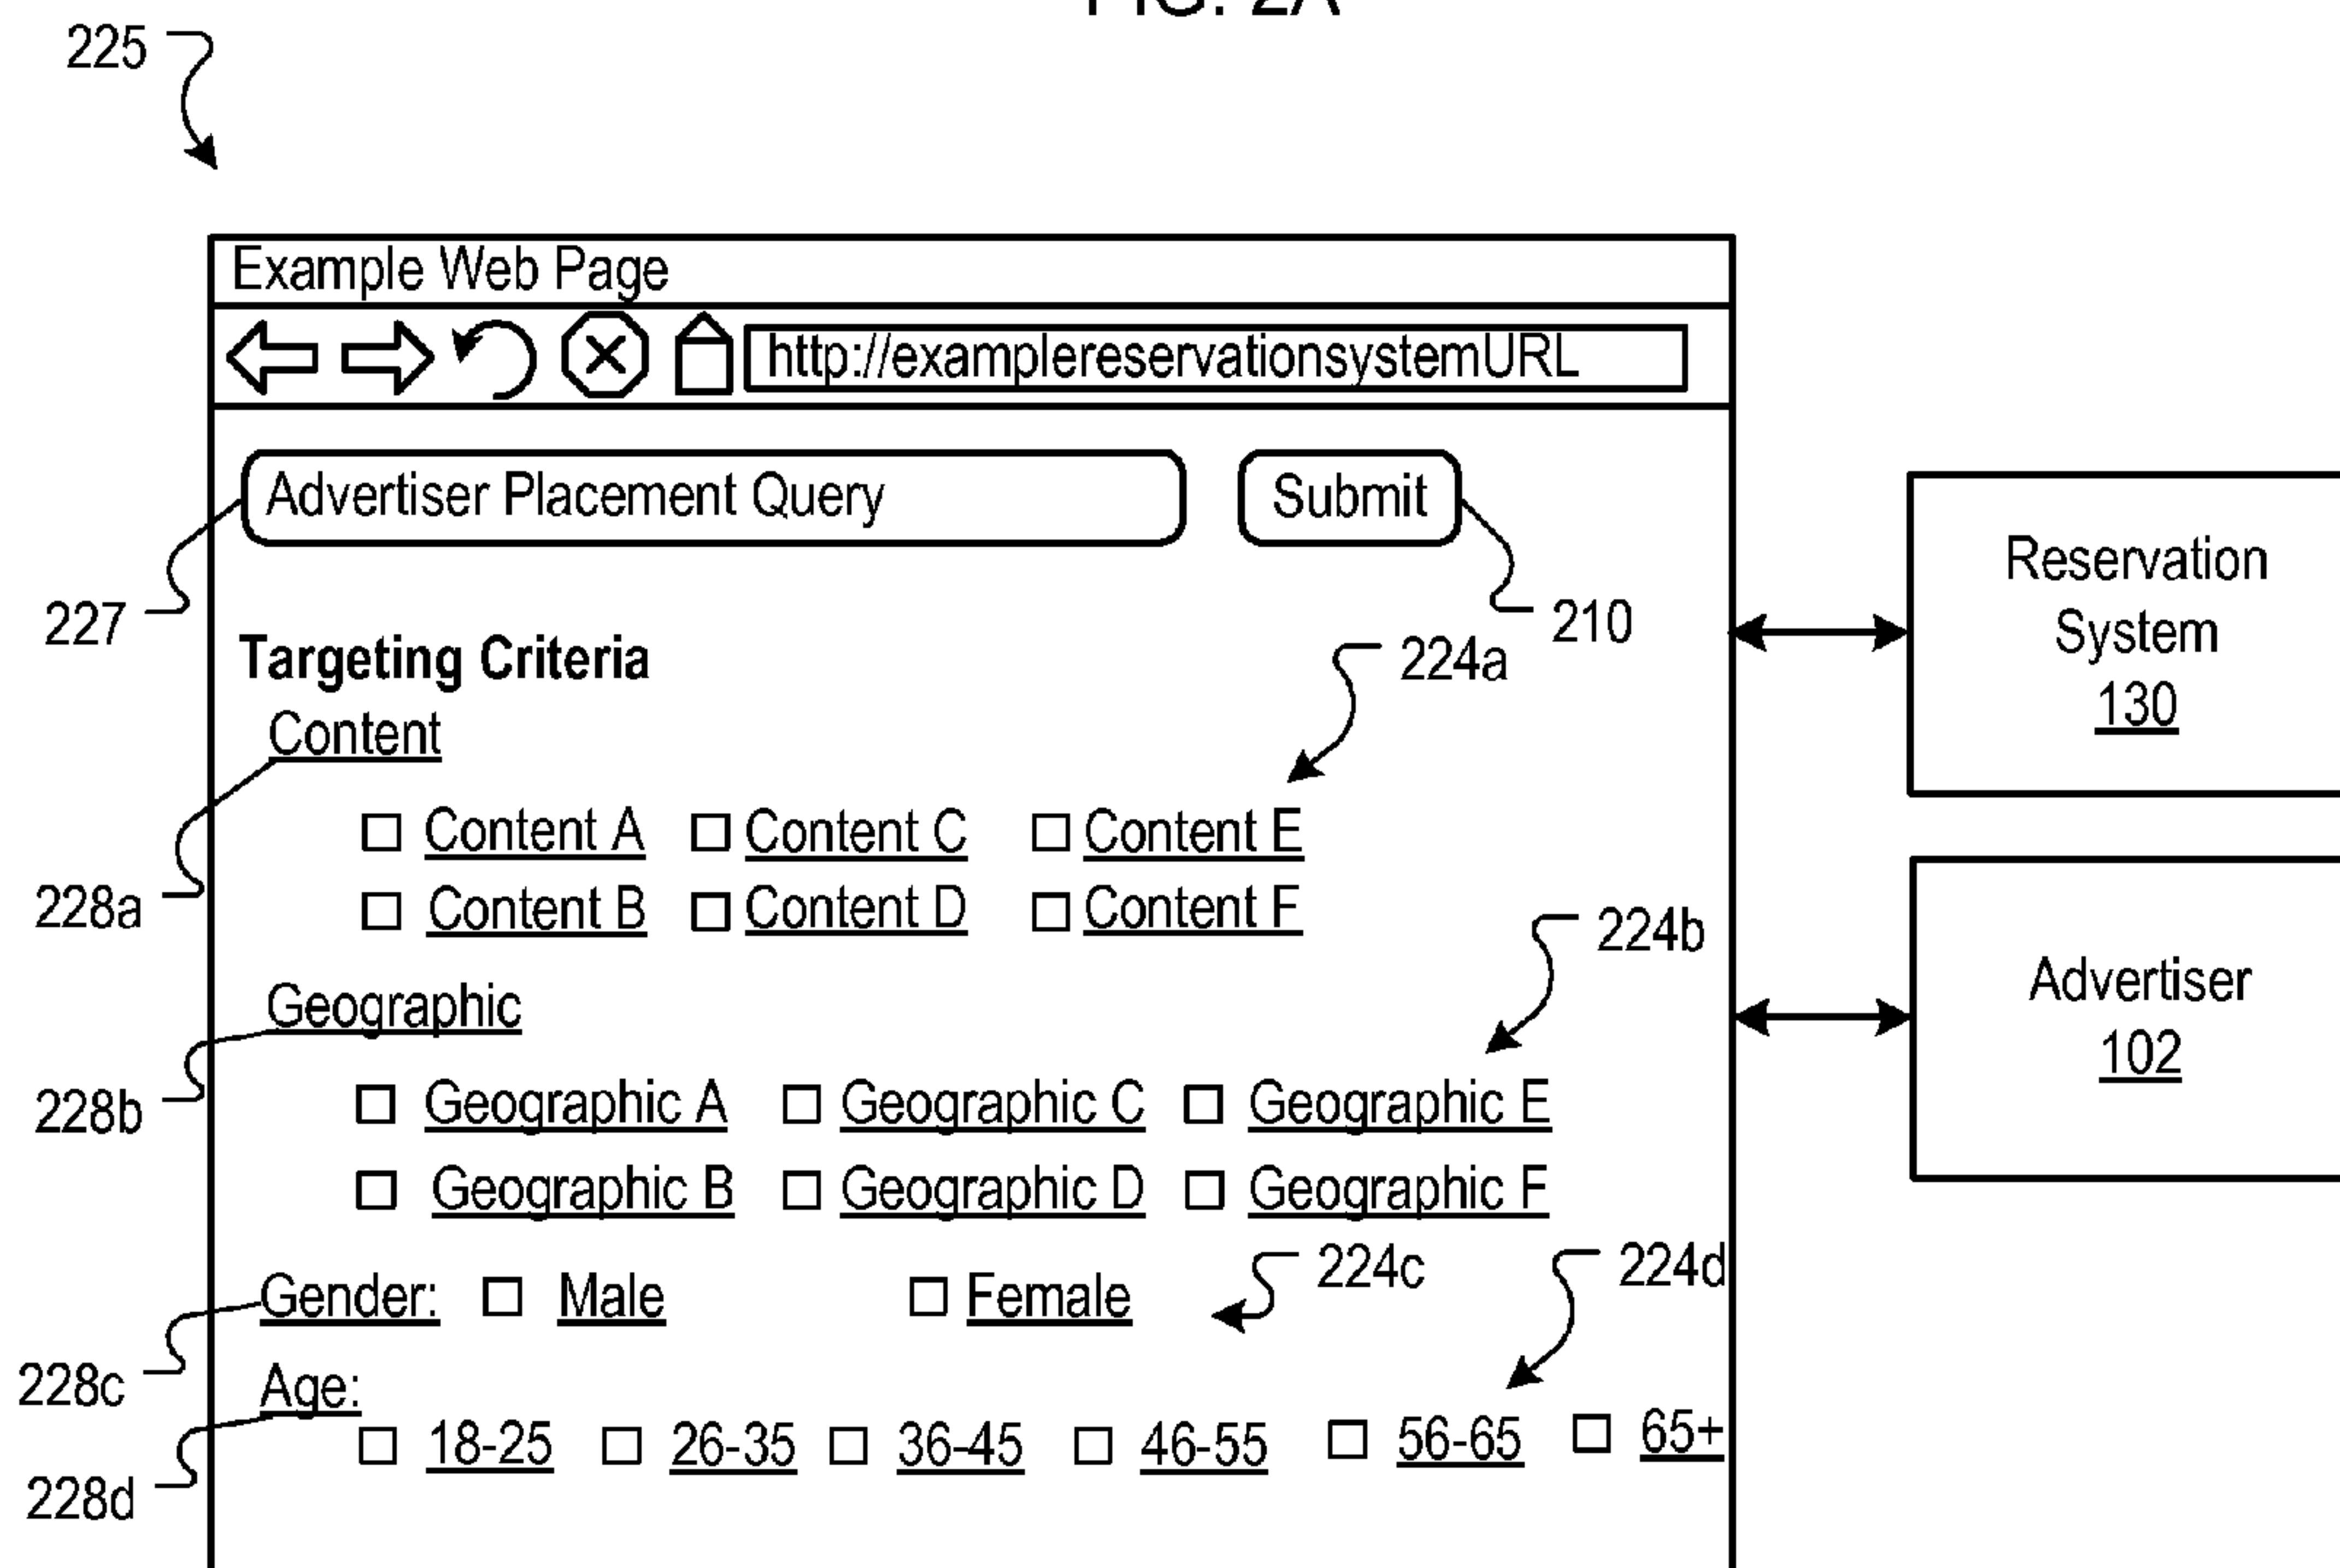 FIG. 2A
225
Example Web Page
http://examplereservationsystemURL
Advertiser Placement Query
Submit
227
210
Targeting Criteria
224a
Content
Content A Content C Content E
228a
Content B Content D Content F
224b
Geographic
228b
Geographic A Geographic C Geographic E
Geographic B Geographic D Geographic F
224c
224d
Gender: Male Female
228c
Age:
18-25 26-35 36-45 46-55 56-65 65+
228d
Reservation
System
130
Advertiser
102